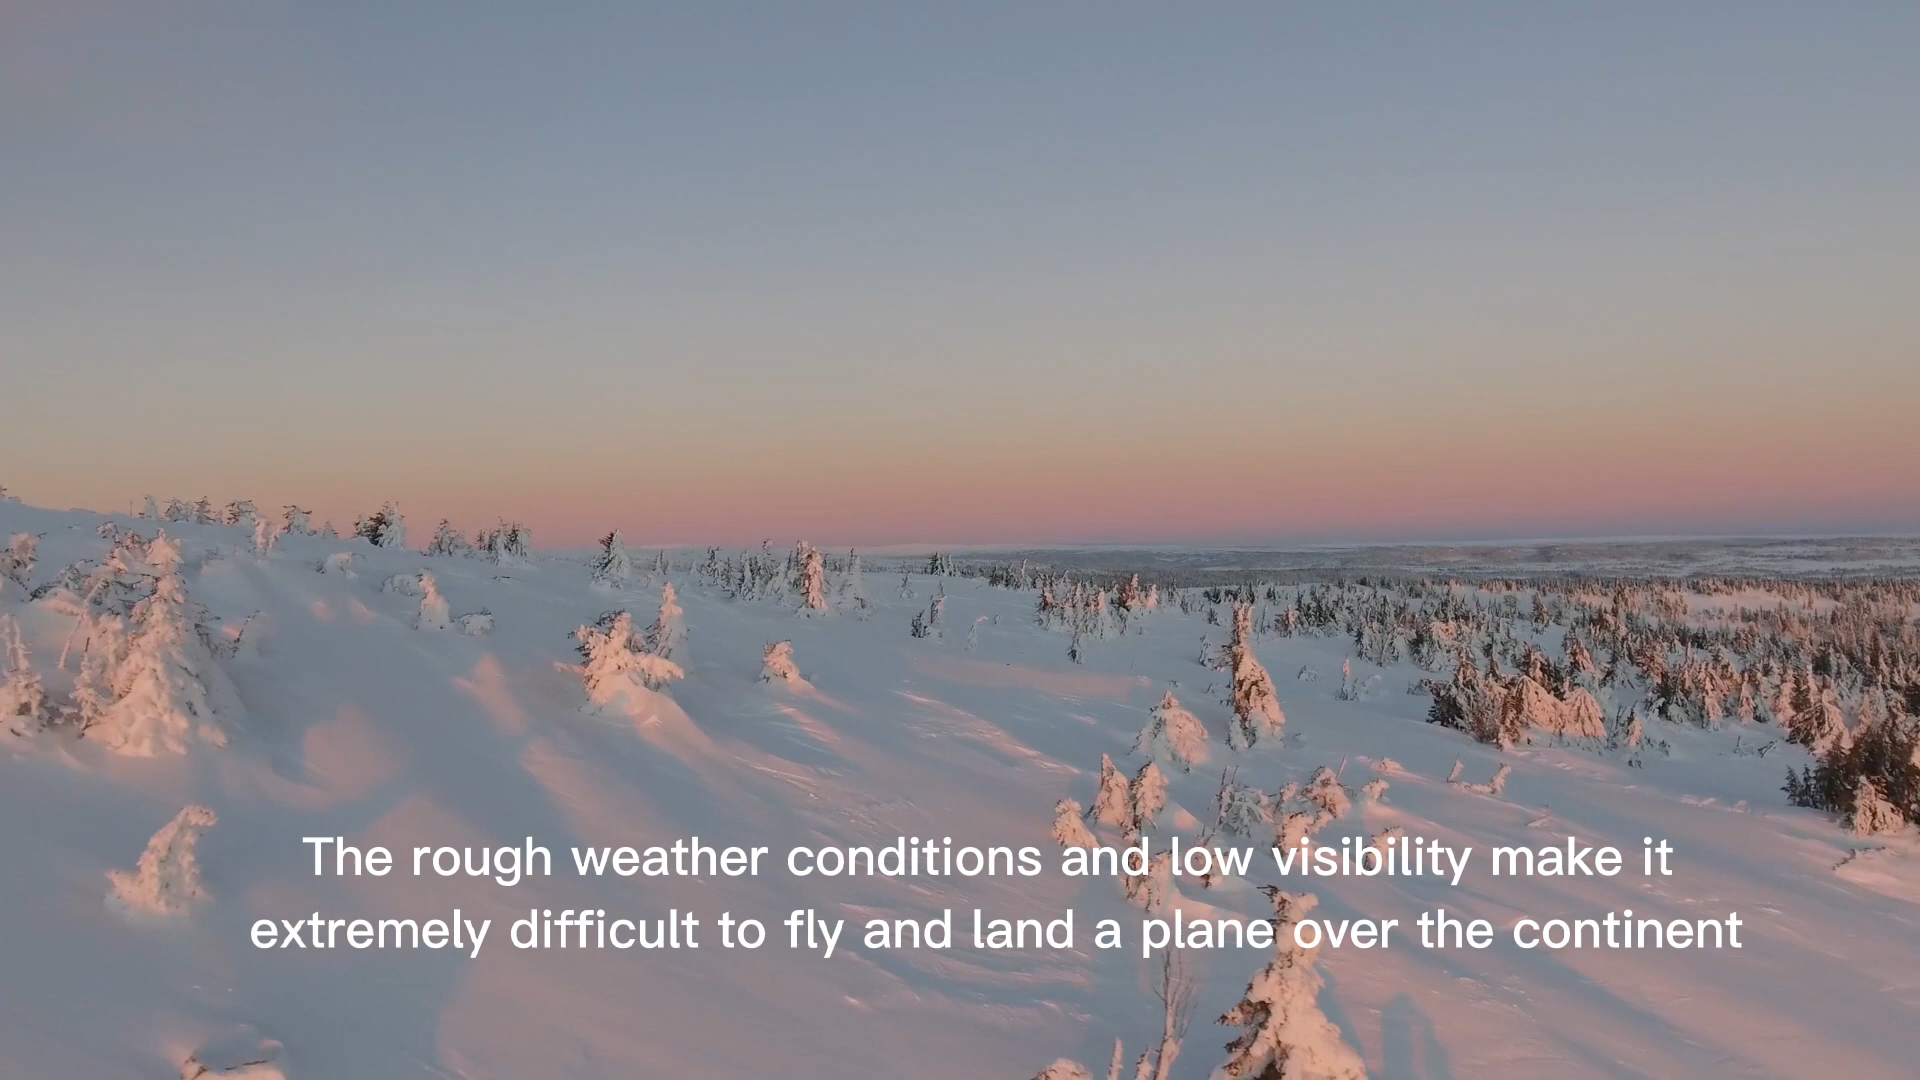 The rough weather conditions and low visibility make it
extremely difficult to fly and land a plane over the continent